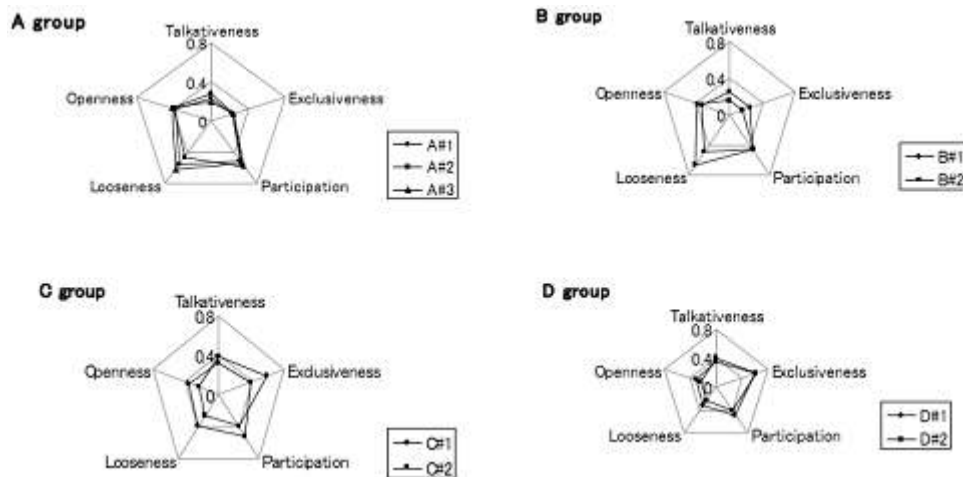 A group
Talkativeness
0.8
0.4
0
Openness
Exclusiveness
Looseness
Participation
A#1
A#2
A#3
B group
Talkativeness
0.8
0.4
0
Openness
Exclusiveness
Looseness
Participation
B#1
B#2
C group
Talkativeness
0.8
0.4
0
Openness
Exclusiveness
Looseness
Participation
C#1
C#2
D group
Talkativeness
0.8
0.4
0
Openness
Exclusiveness
Looseness
Participation
D#1
D#2